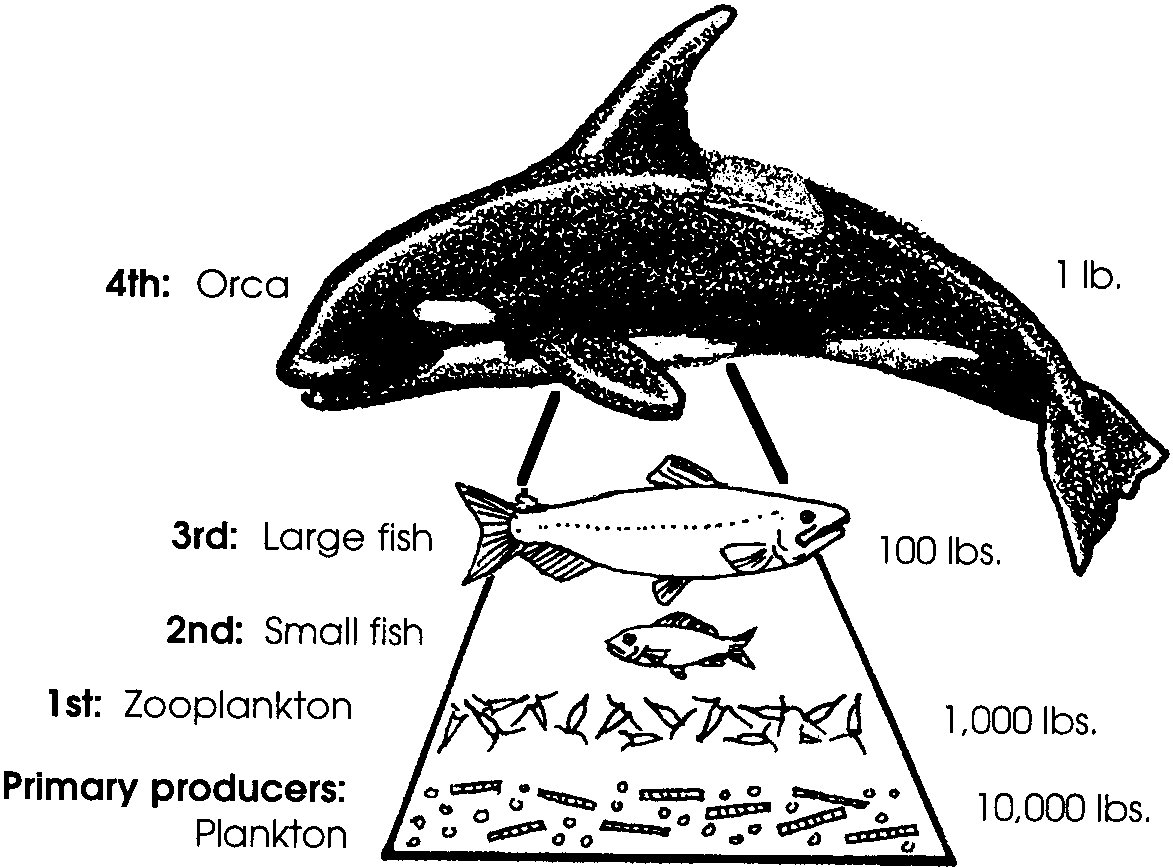 4th: Orca 1 lb.
3rd: Large fish 100 lbs.
2nd: Small fish
1st: Zooplankton 1,000 lbs.
Primary producers:
Plankton 10,000 lbs.